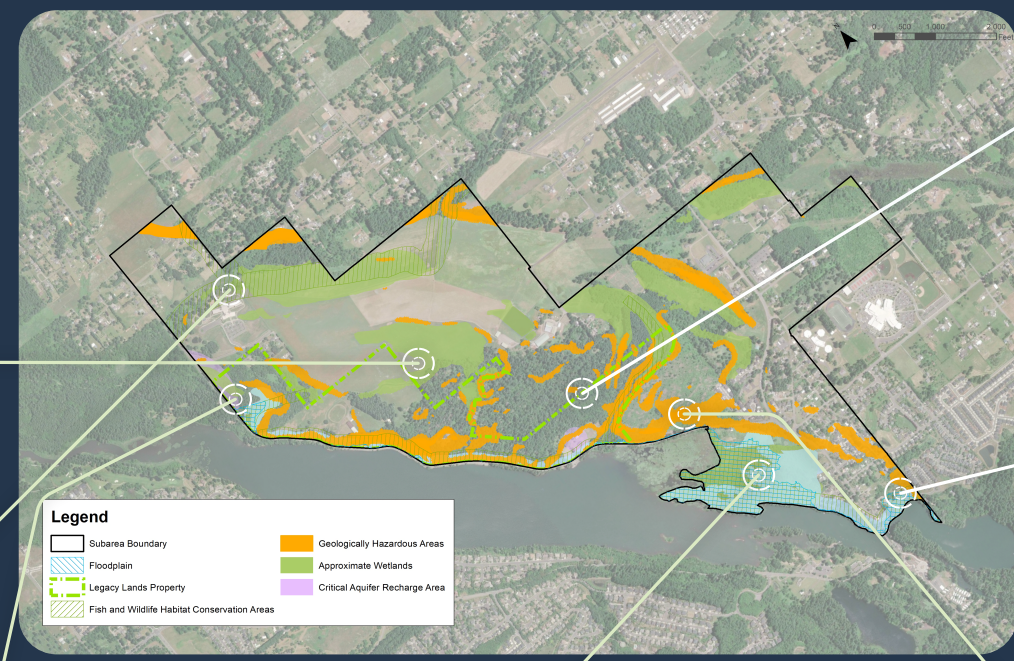 0 500 1,000 2,000
Feet
Legend
Subarea Boundary
Floodplain
Legacy Lands Property
Fish and Wildlife Habitat Conservation Areas
Geologically Hazardous Areas
Approximate Wetlands
Critical Aquifer Recharge Area